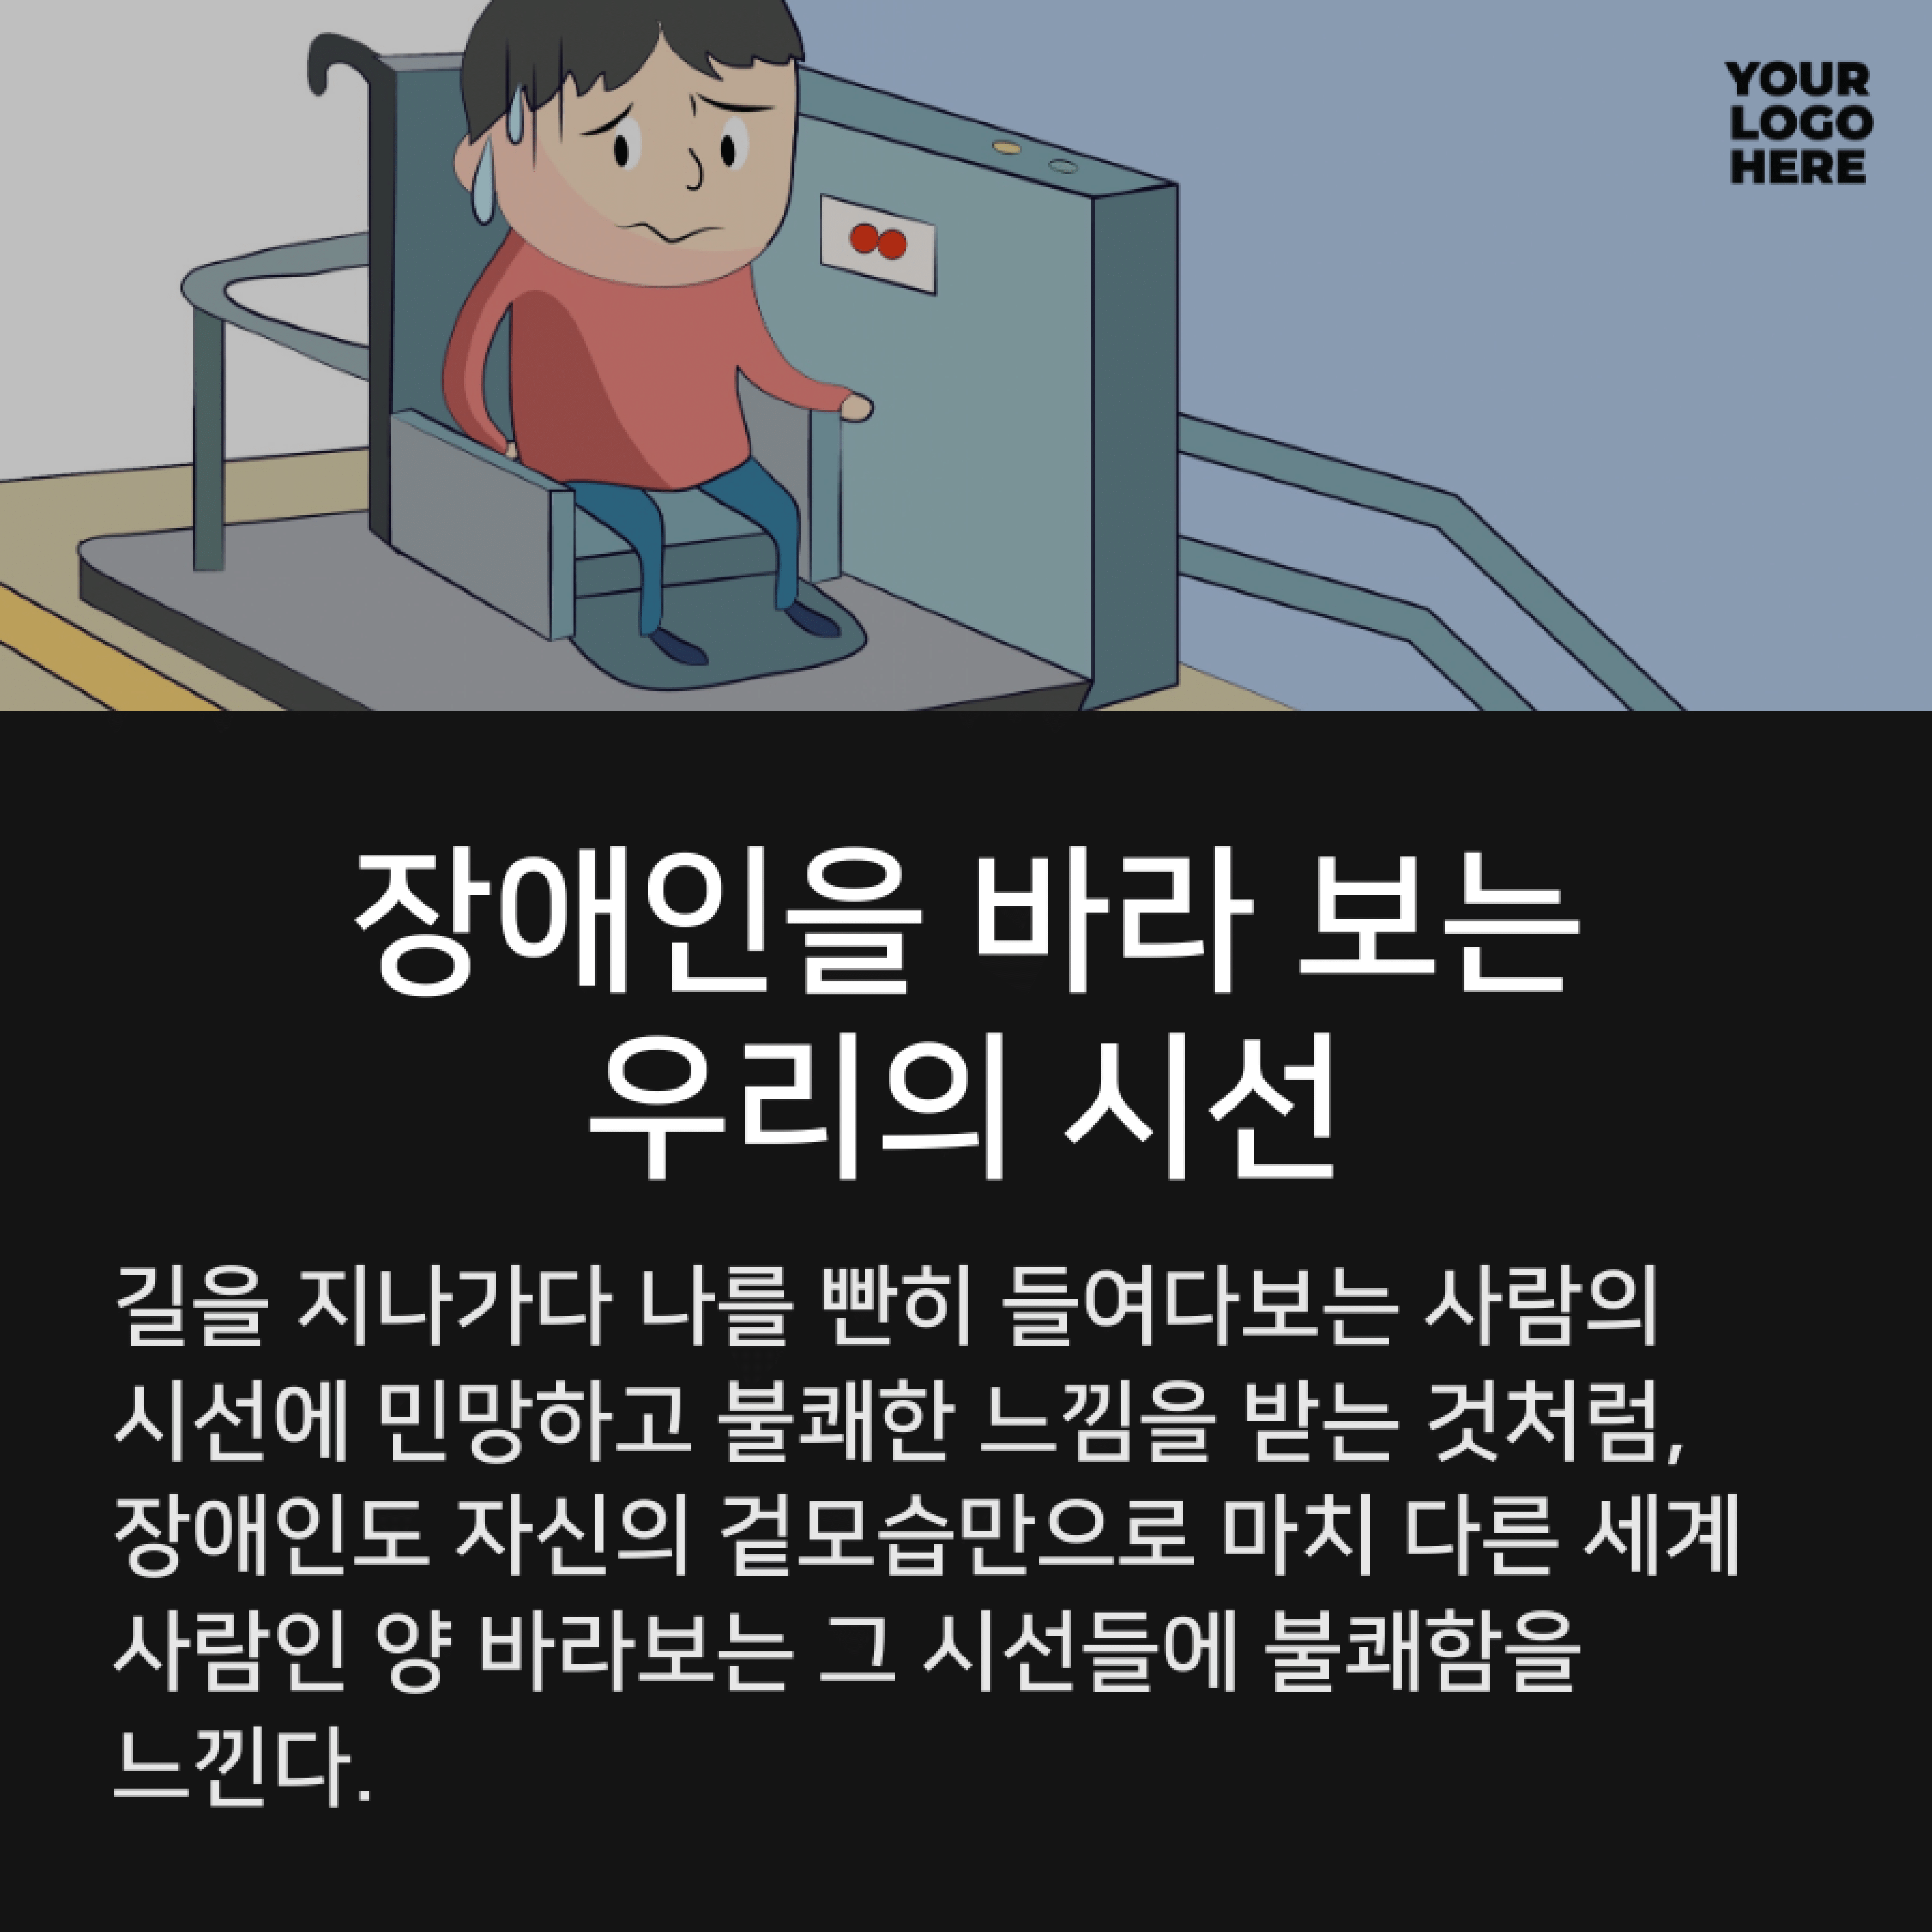 YOUR
LOGO
HERE
장애인을 바라 보는
우리의 시선
길을 지나가다 나를 빤히 들여다보는 사람의
시선에 민망하고 불쾌한 느낌을 받는 것처럼,
장애인도 자신의 겉모습만으로 마치 다른 세계
사람인 양 바라보는 그 시선들에 불쾌함을
느낀다.